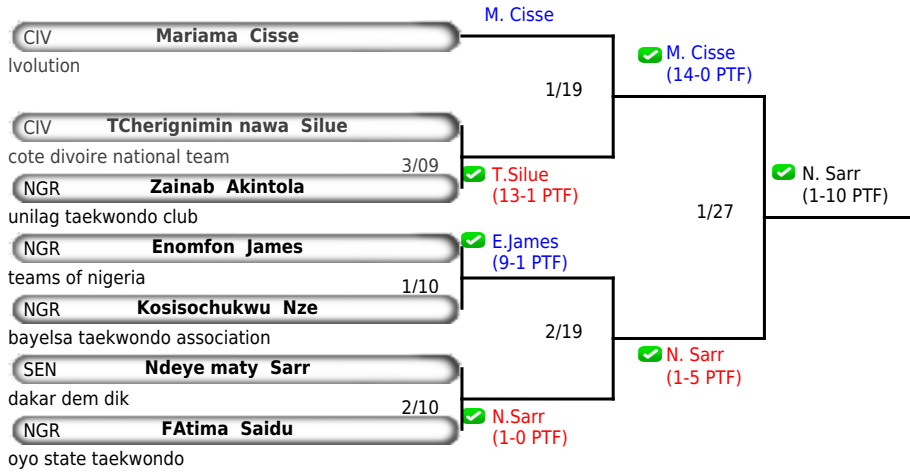 M. Cisse
CIV Mariama Cisse
lvolution
M. Cisse
(14-0 PTF)
1/19
CIV TCherignimin nawa Silue
cote divoire national team
3/09
T.Silue
(13-1 PTF)
NGR Zainab Akintola
unilag taekwondo club
N. Sarr
(1-10 PTF)
1/27
NGR Enomfon James
teams of nigeria
E.James
(9-1 PTF)
1/10
NGR Kosisochukwu Nze
bayelsa taekwondo association
2/19
N. Sarr
(1-5 PTF)
SEN Ndeye maty Sarr
dakar dem dik
2/10
N.Sarr
(1-0 PTF)
NGR FAtima Saidu
oyo state taekwondo